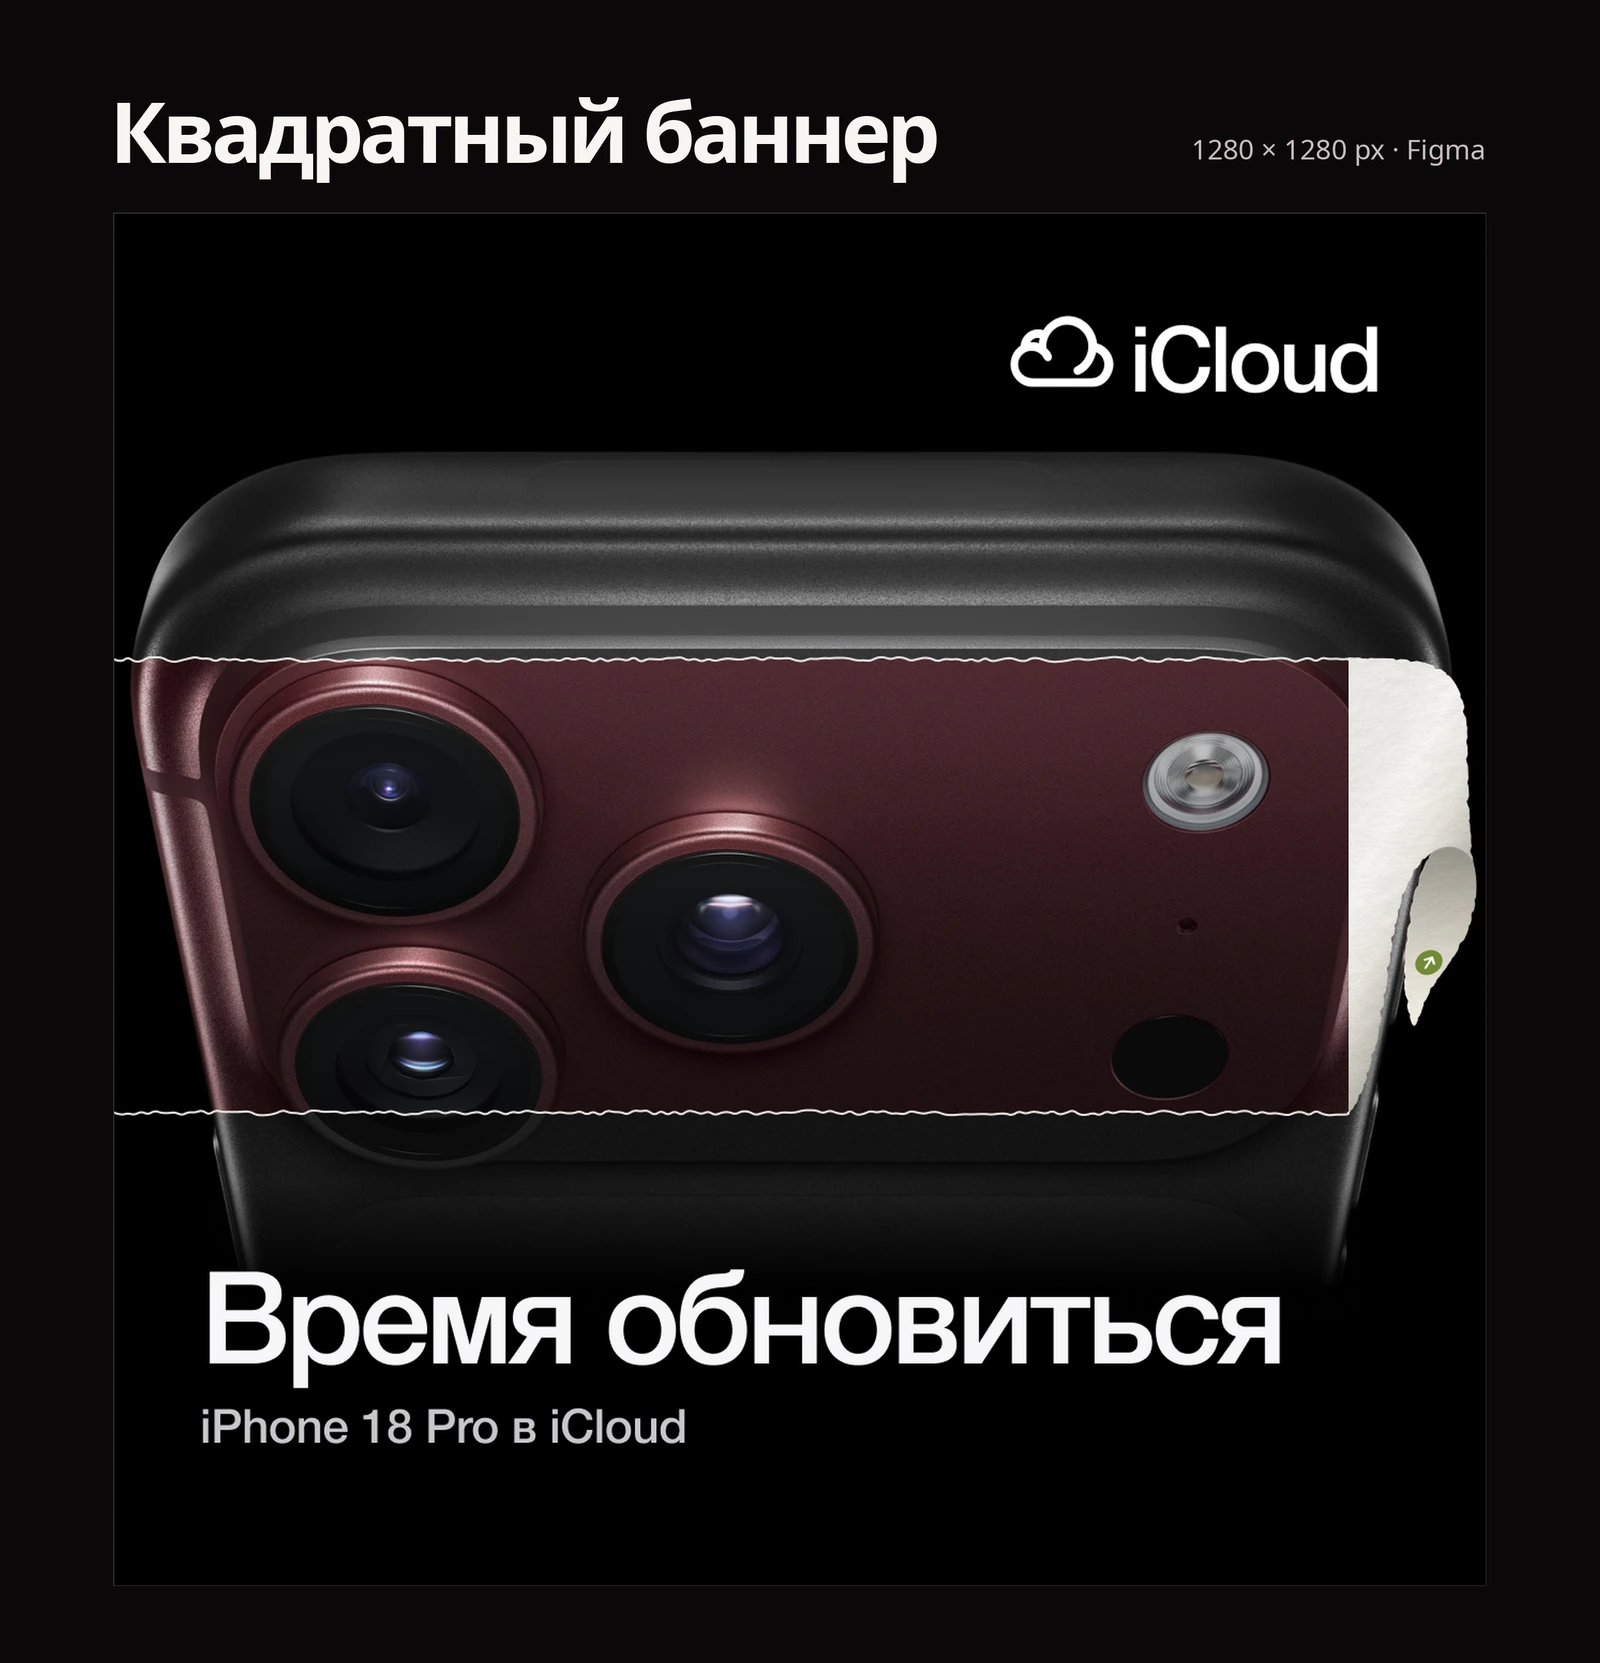 Квадратный баннер
1280 × 1280 px · Figma
iCloud
Время обновиться
iPhone 18 Pro в iCloud